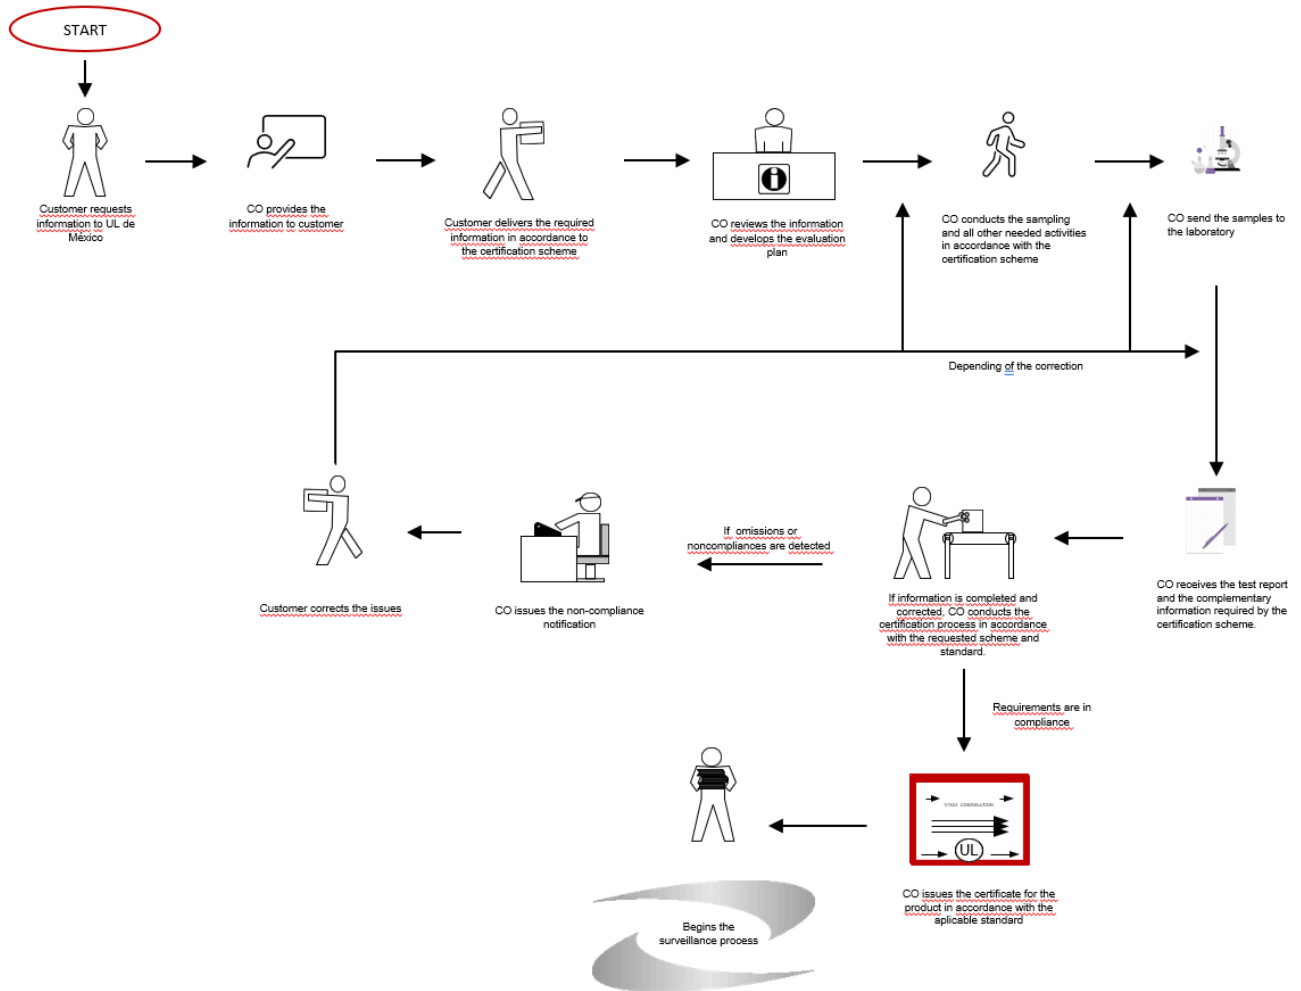 START
Customer requests
information to UL de
México
CO provides the
information to customer
Customer delivers the required
information in accordance to
the certification scheme
CO reviews the information
and develops the evaluation
plan
CO conducts the sampling
and all other needed activities
in accordance with the
certification scheme
CO send the samples to
the laboratory
Depending of the correction
Customer corrects the issues
CO issues the non-compliance
notification
If omissions or
noncompliances are detected
If information is completed and
corrected, CO conducts the
certification process in accordance
with the requested scheme and
standard.
CO receives the test report
and the complementary
information required by the
certification scheme.
Requirements are in
compliance
UL
CO issues the certificate for the
product in accordance with the
aplicable standard
Begins the
surveillance process